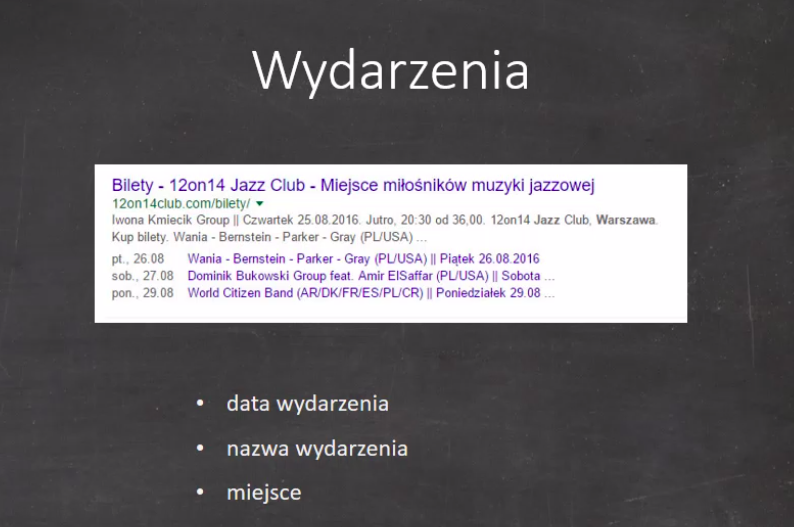 Wydarzenia
Bilety - 12on14 Jazz Club - Miejsce miłośników muzyki jazzowej
12on14club.com/bilety/ ▼
Iwona Kmiecik Group || Czwartek 25.08.2016. Jutro, 20:30 od 36,00. 12on14 Jazz Club, Warszawa.
Kup bilety. Wania - Bernstein - Parker - Gray (PL/USA) ...
pt., 26.08 Wania - Bernstein - Parker - Gray (PL/USA) || Piątek 26.08.2016
sob., 27.08 Dominik Bukowski Group feat. Amir ElSaffar (PL/USA) || Sobota ...
pon., 29.08 World Citizen Band (AR/DK/FR/ES/PL/CR) || Poniedziałek 29.08 ...
• data wydarzenia
• nazwa wydarzenia
• miejsce